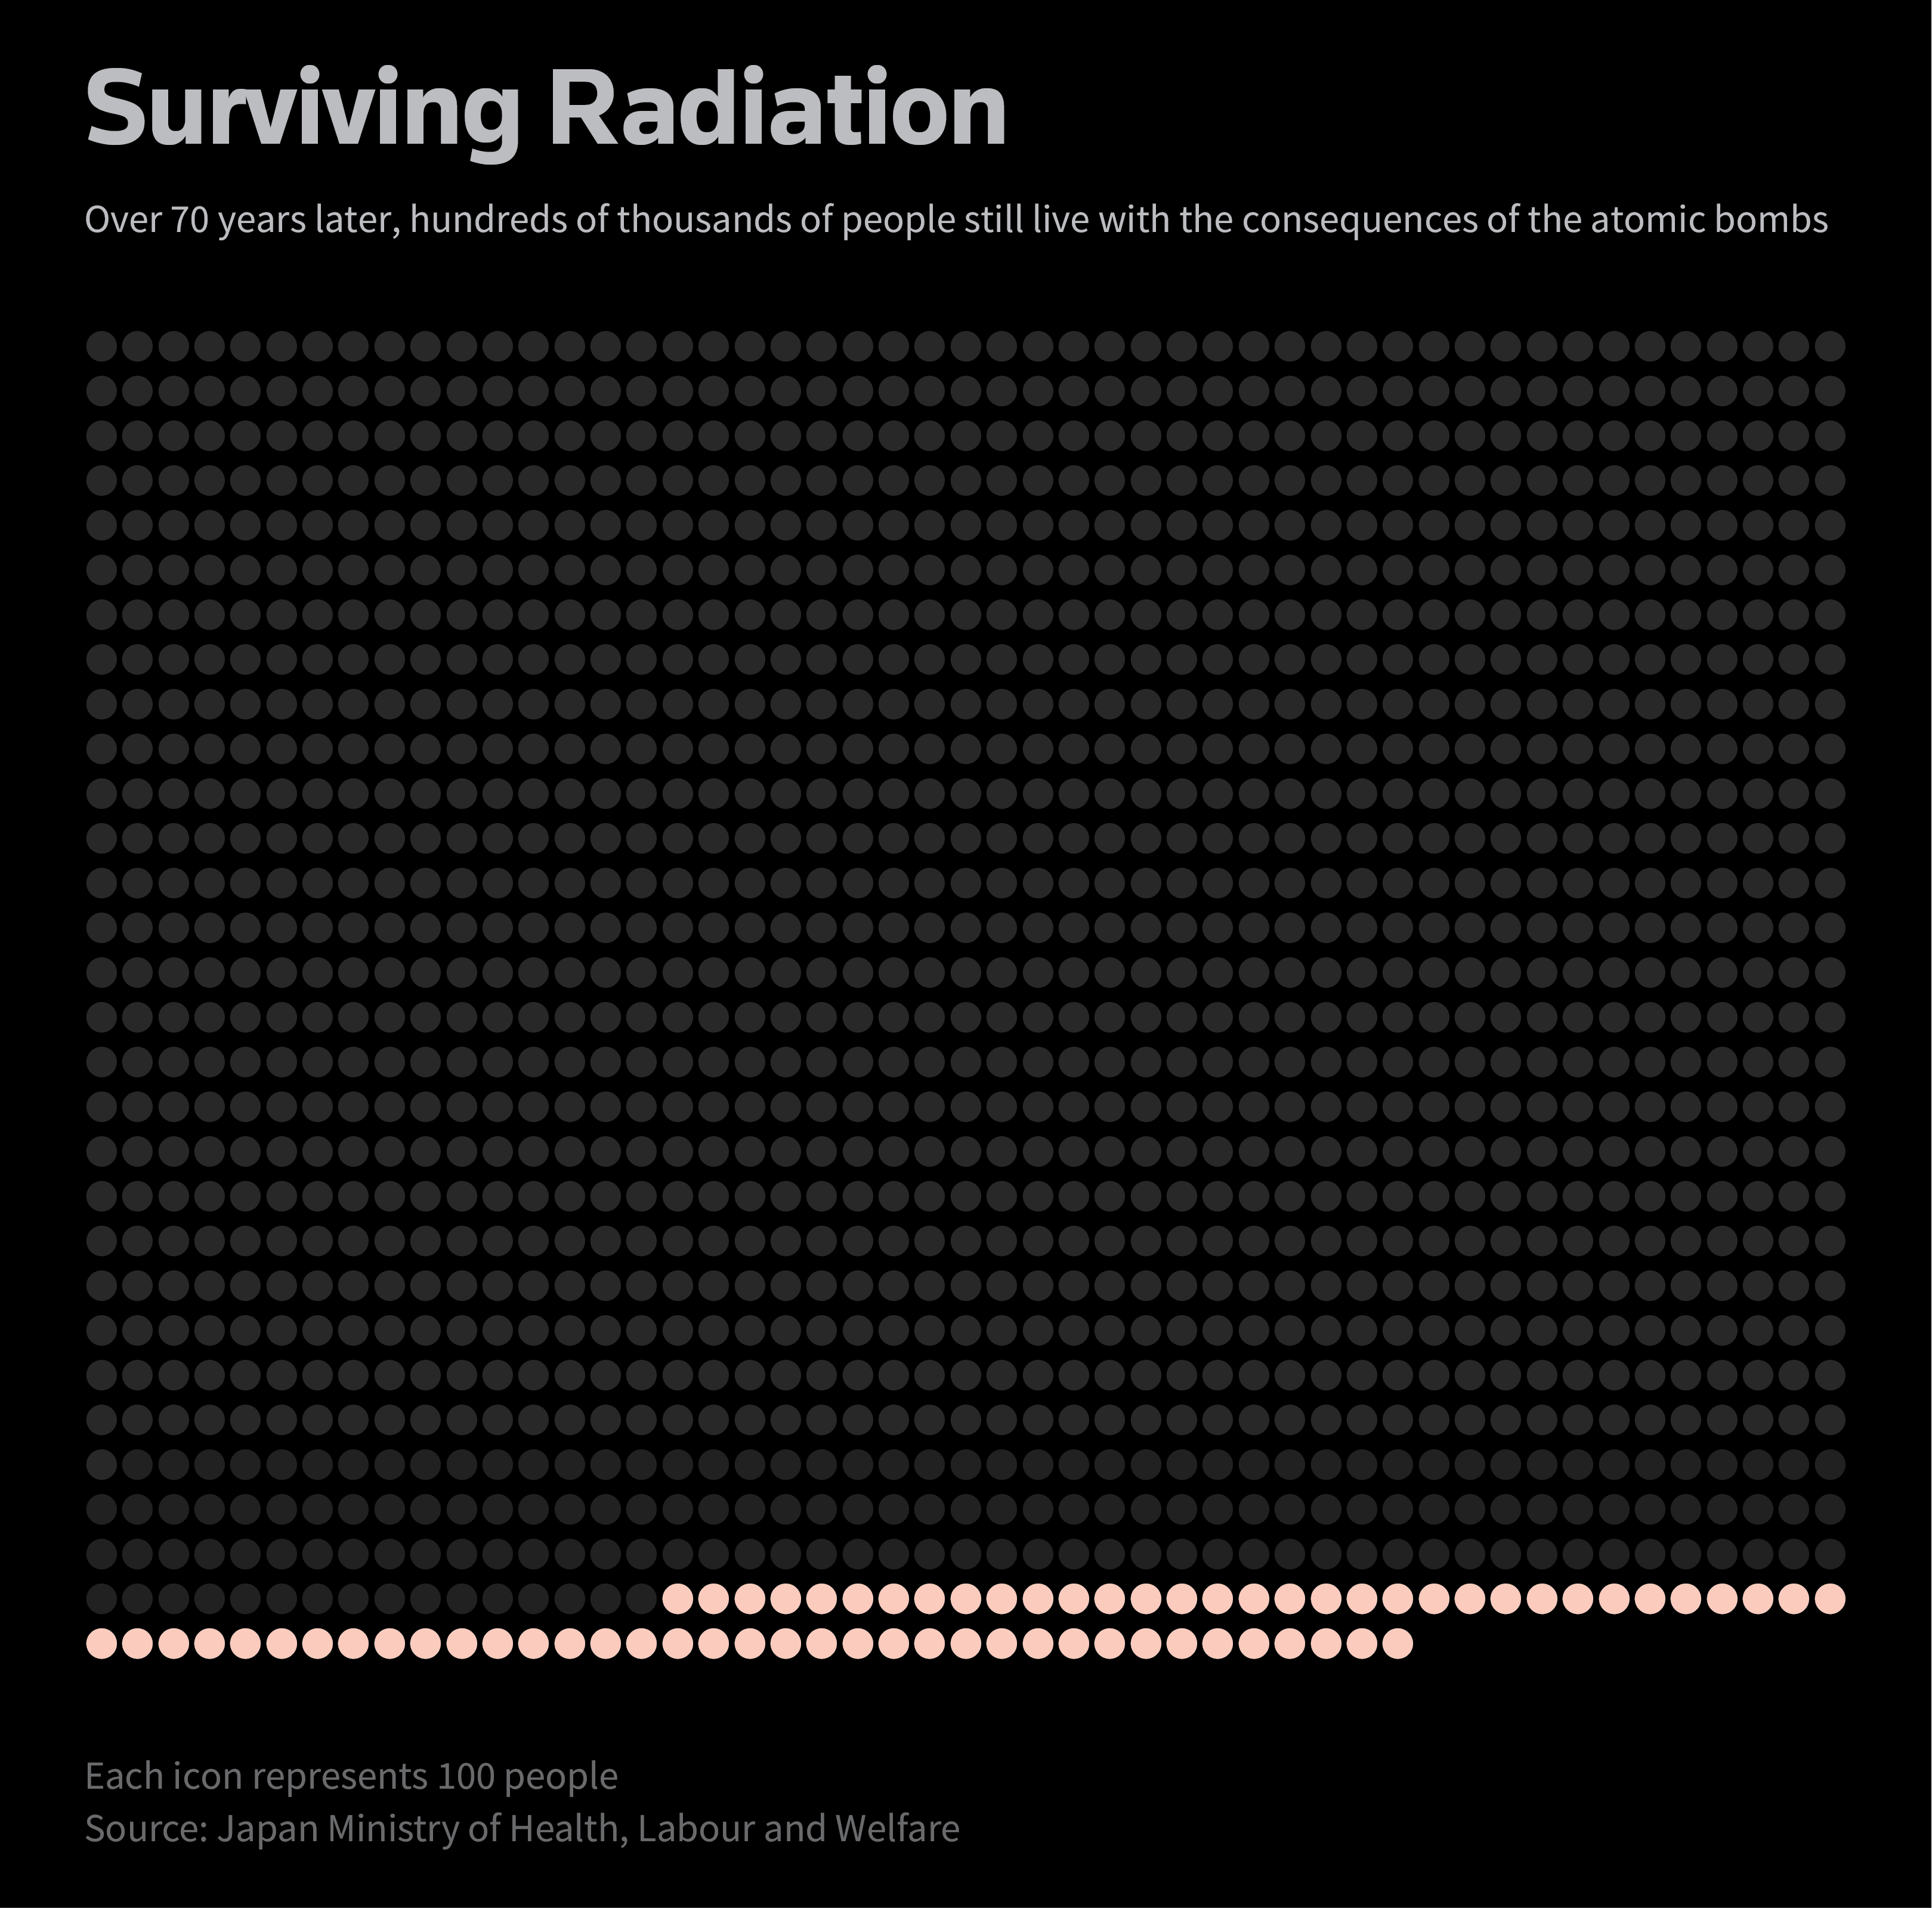 Surviving Radiation
Over 70 years later, hundreds of thousands of people still live with the consequences of the atomic bombs
Each icon represents 100 people
Source: Japan Ministry of Health, Labour and Welfare